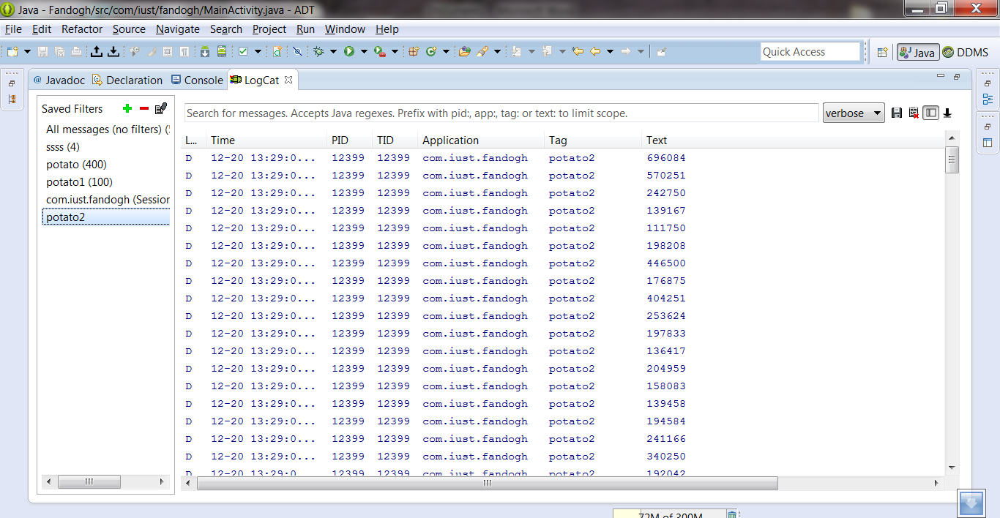 Java - Fandogh/src/com/iust/fandogh/MainActivity.java - ADT
File Edit Refactor Source Navigate Search Project Run Window Help
Quick Access Java DDMS
@ Javadoc Declaration Console LogCat
Saved Filters
All messages (no filters) (
ssss (4)
potato (400)
potato1 (100)
com.iust.fandogh (Session
potato2
Search for messages. Accepts Java regexes. Prefix with pid:, app:, tag: or text: to limit scope. verbose
L... Time PID TID Application Tag Text
D 12-20 13:29:0... 12399 12399 com.iust.fandogh potato2 696084
D 12-20 13:29:0... 12399 12399 com.iust.fandogh potato2 570251
D 12-20 13:29:0... 12399 12399 com.iust.fandogh potato2 242750
D 12-20 13:29:0... 12399 12399 com.iust.fandogh potato2 139167
D 12-20 13:29:0... 12399 12399 com.iust.fandogh potato2 111750
D 12-20 13:29:0... 12399 12399 com.iust.fandogh potato2 198208
D 12-20 13:29:0... 12399 12399 com.iust.fandogh potato2 446500
D 12-20 13:29:0... 12399 12399 com.iust.fandogh potato2 176875
D 12-20 13:29:0... 12399 12399 com.iust.fandogh potato2 404251
D 12-20 13:29:0... 12399 12399 com.iust.fandogh potato2 253624
D 12-20 13:29:0... 12399 12399 com.iust.fandogh potato2 197833
D 12-20 13:29:0... 12399 12399 com.iust.fandogh potato2 136417
D 12-20 13:29:0... 12399 12399 com.iust.fandogh potato2 204959
D 12-20 13:29:0... 12399 12399 com.iust.fandogh potato2 158083
D 12-20 13:29:0... 12399 12399 com.iust.fandogh potato2 139458
D 12-20 13:29:0... 12399 12399 com.iust.fandogh potato2 194584
D 12-20 13:29:0... 12399 12399 com.iust.fandogh potato2 241166
D 12-20 13:29:0... 12399 12399 com.iust.fandogh potato2 340250
D 12-20 13:29:0... 12399 12399 com.iust.fandogh potato2 192042
72M of 300M